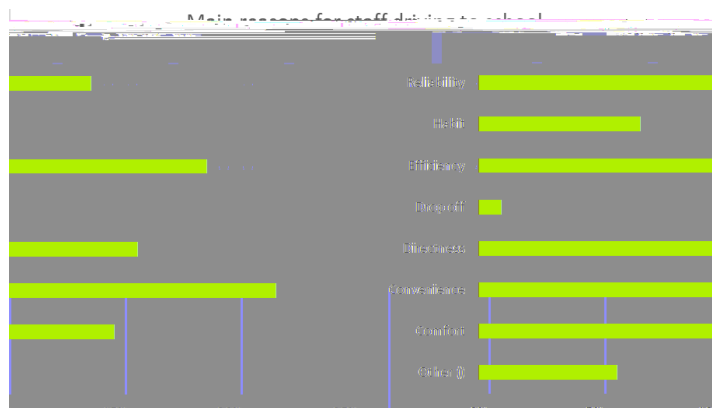 Main reasons for staff driving to school
Reliability
Habit
Efficiency
Drop off
Directness
Convenience
Comfort
Other ()